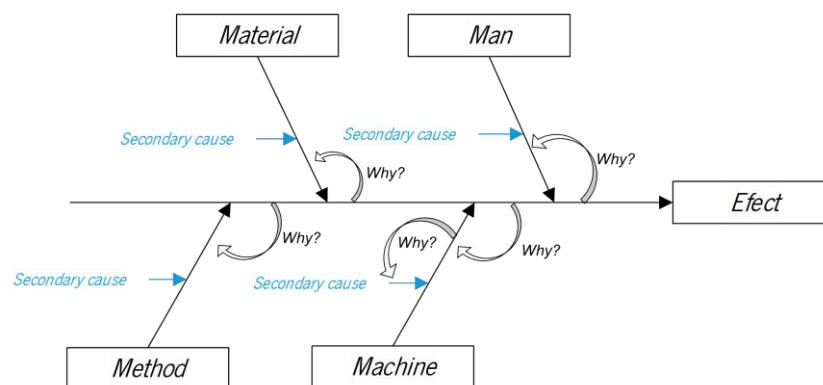 Material
Man
Secondary cause
Secondary cause
Why?
Why?
Efect
Why?
Why?
Why?
Secondary cause
Secondary cause
Method
Machine